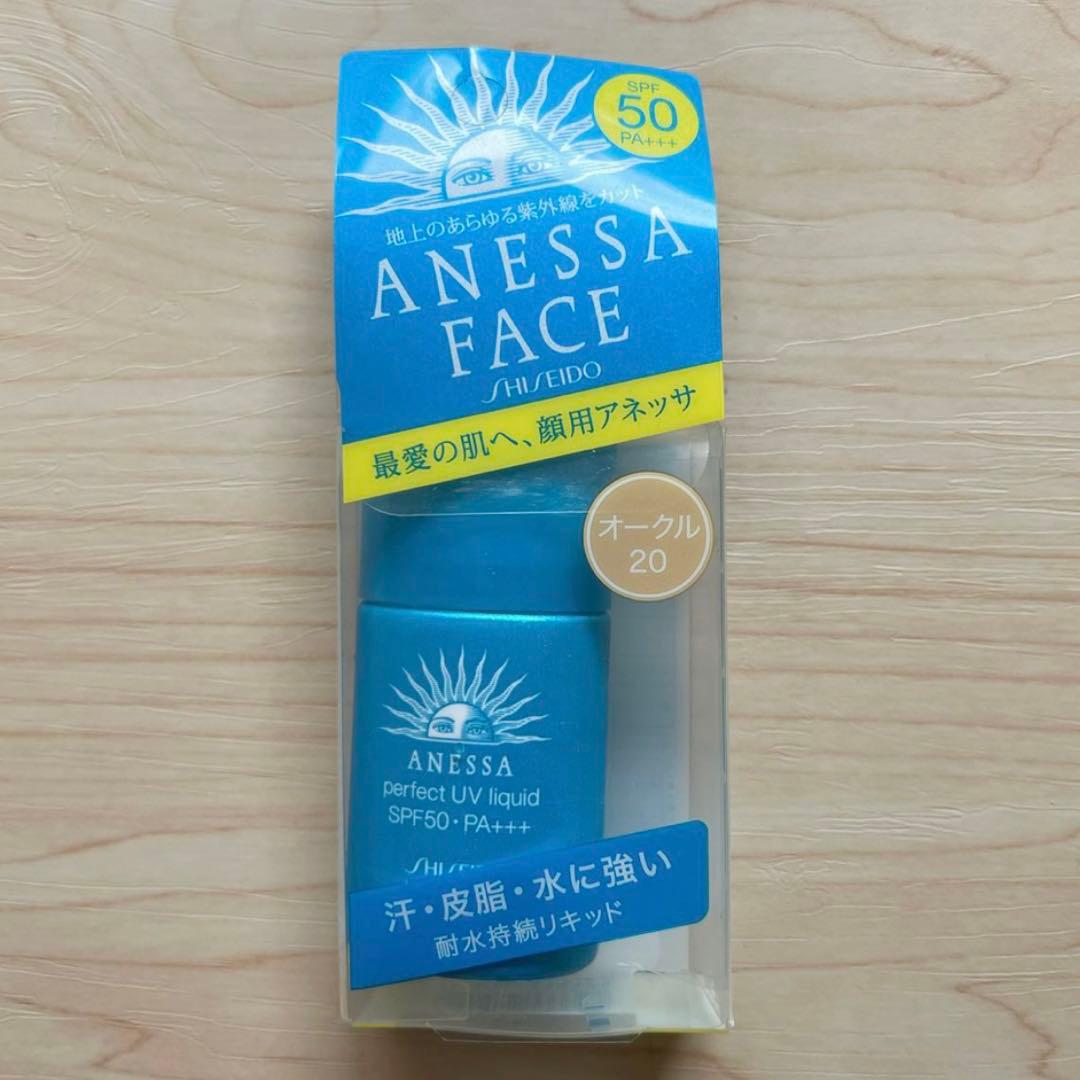 SPF
50
PA+++
地上のあらゆる紫外線をカット
ANESSA
FACE
SHISEIDO
最愛の肌へ、顔用アネッサ
オークル
20
ANESSA
perfect UV liquid
SPF50・PA+++
SHISEI
汗・皮脂・水に強い
耐水持続リキッド